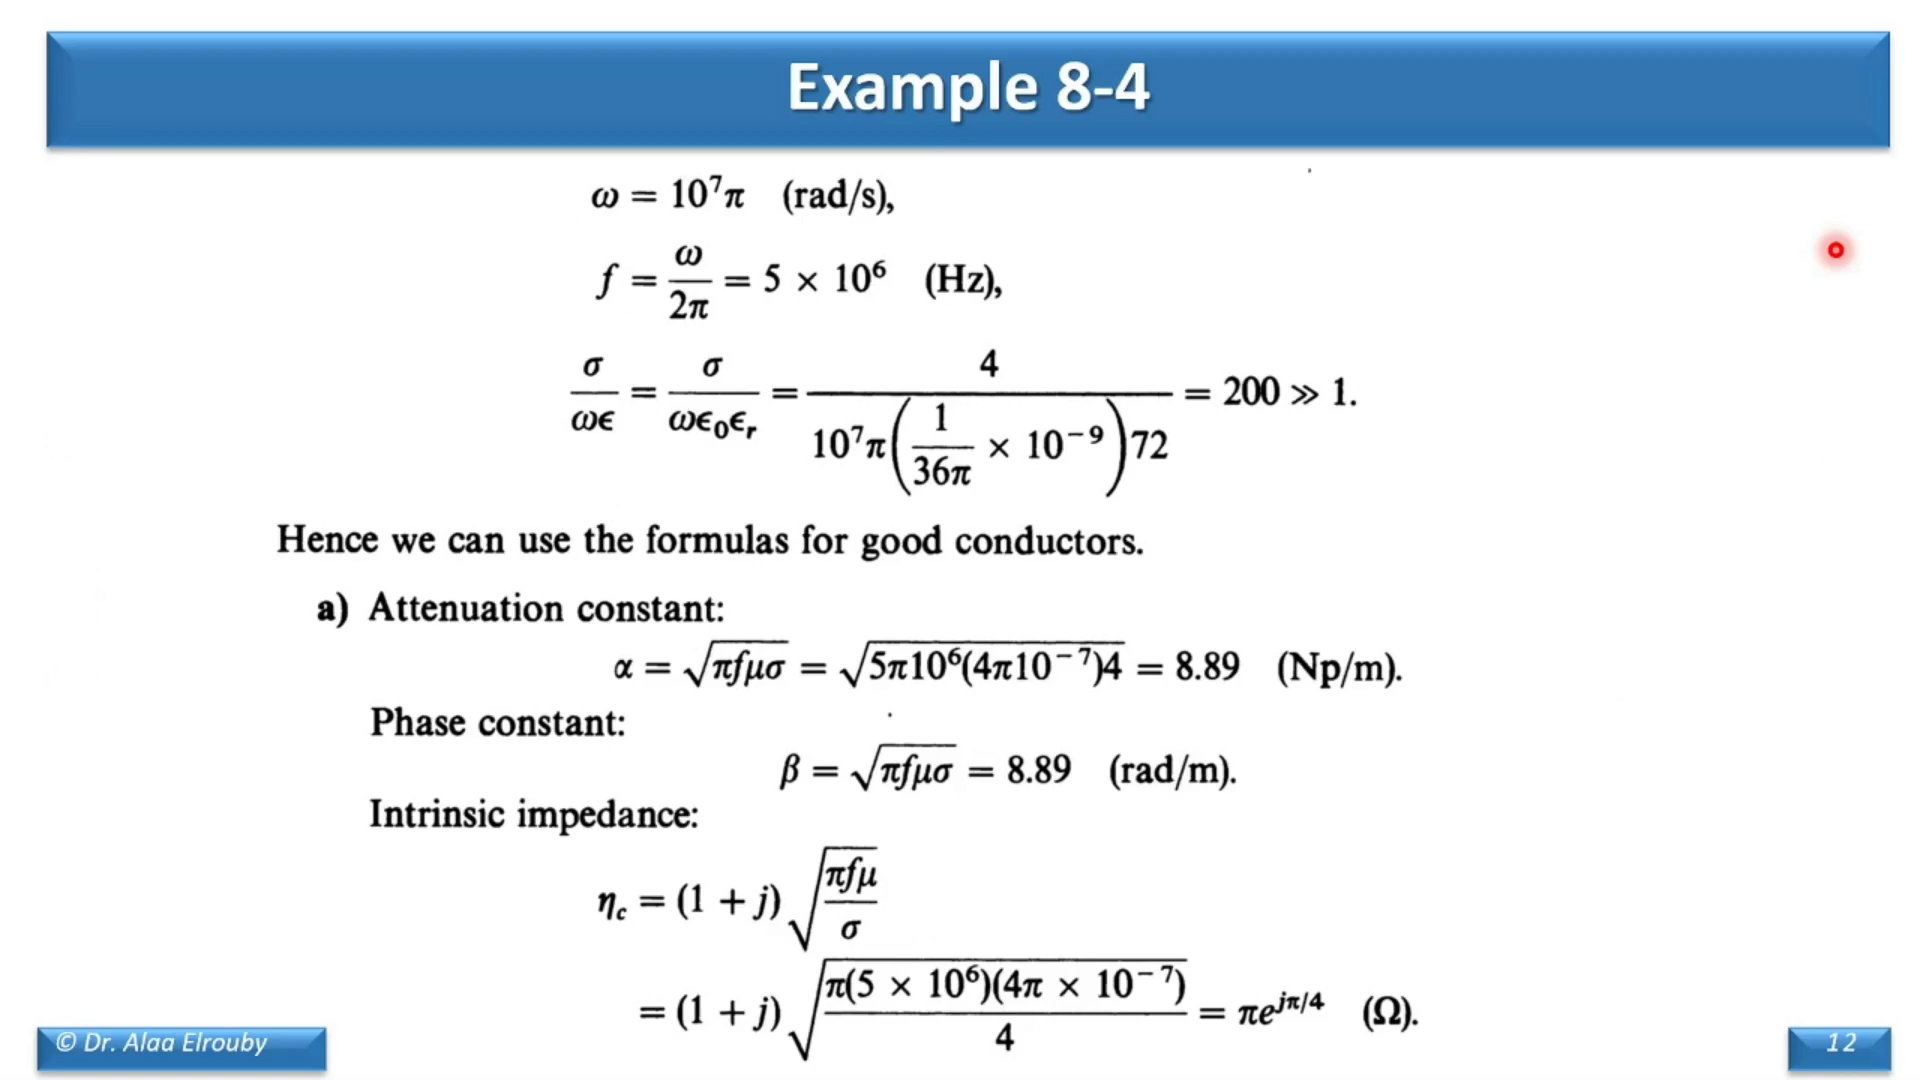 Example 8-4
ω = 10⁷π (rad/s),
f = ω/2π = 5 × 10⁶ (Hz),
σ/ωϵ = σ/ωϵ₀ϵᵣ = 4/(10⁷π(1/36π × 10⁻⁹)72) = 200 ≫ 1.
Hence we can use the formulas for good conductors.
a) Attenuation constant:
α = √(πfμσ) = √(5π10⁶(4π10⁻⁷)4) = 8.89 (Np/m).
Phase constant:
β = √(πfμσ) = 8.89 (rad/m).
Intrinsic impedance:
η_c = (1 + j)√(πfμ/σ)
= (1 + j)√(π(5 × 10⁶)(4π × 10⁻⁷)/4) = πe^{jπ/4} (Ω).
© Dr. Alaa Elrouby
12